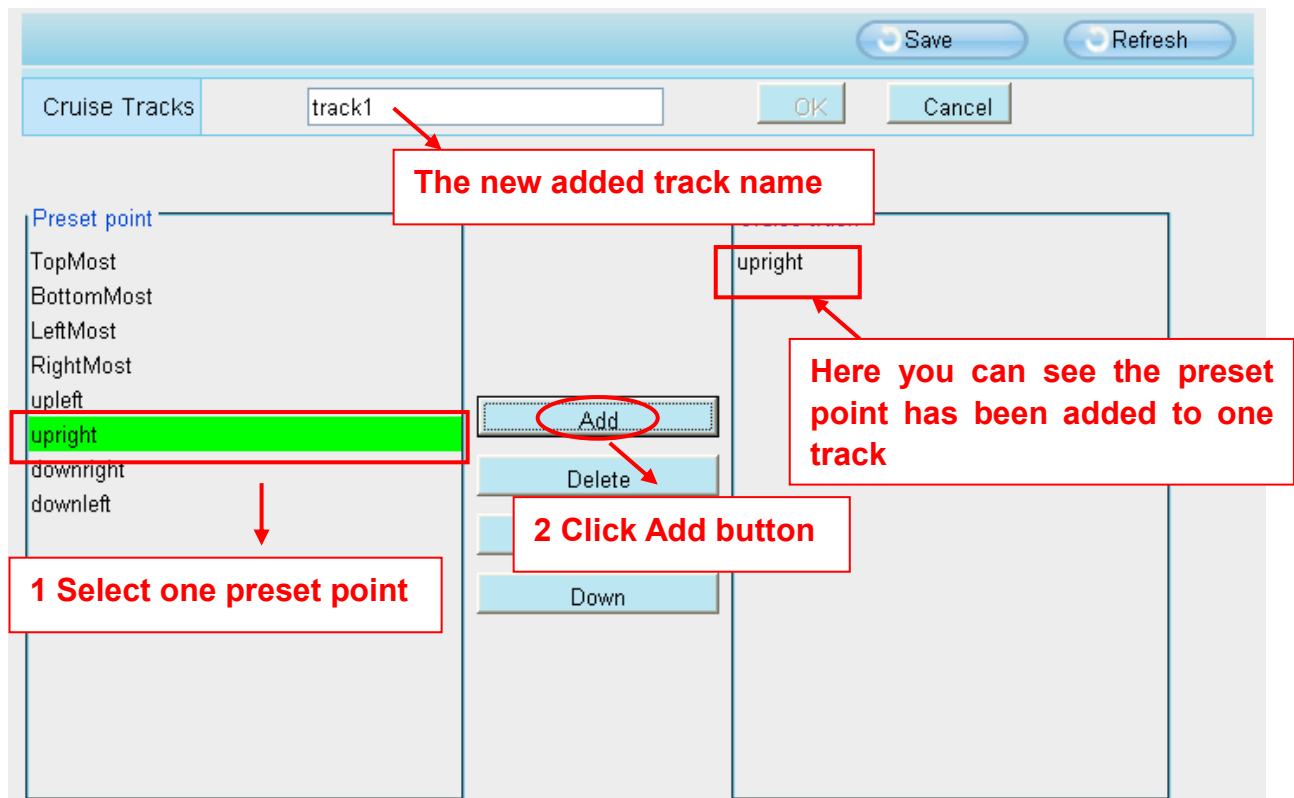 Save Refresh
Cruise Tracks track1 OK Cancel
The new added track name
Preset point
TopMost
BottomMost
LeftMost
RightMost
upleft
upright
downright
downleft
upright
Here you can see the preset
point has been added to one
track
Add
Delete
2 Click Add button
Down
1 Select one preset point